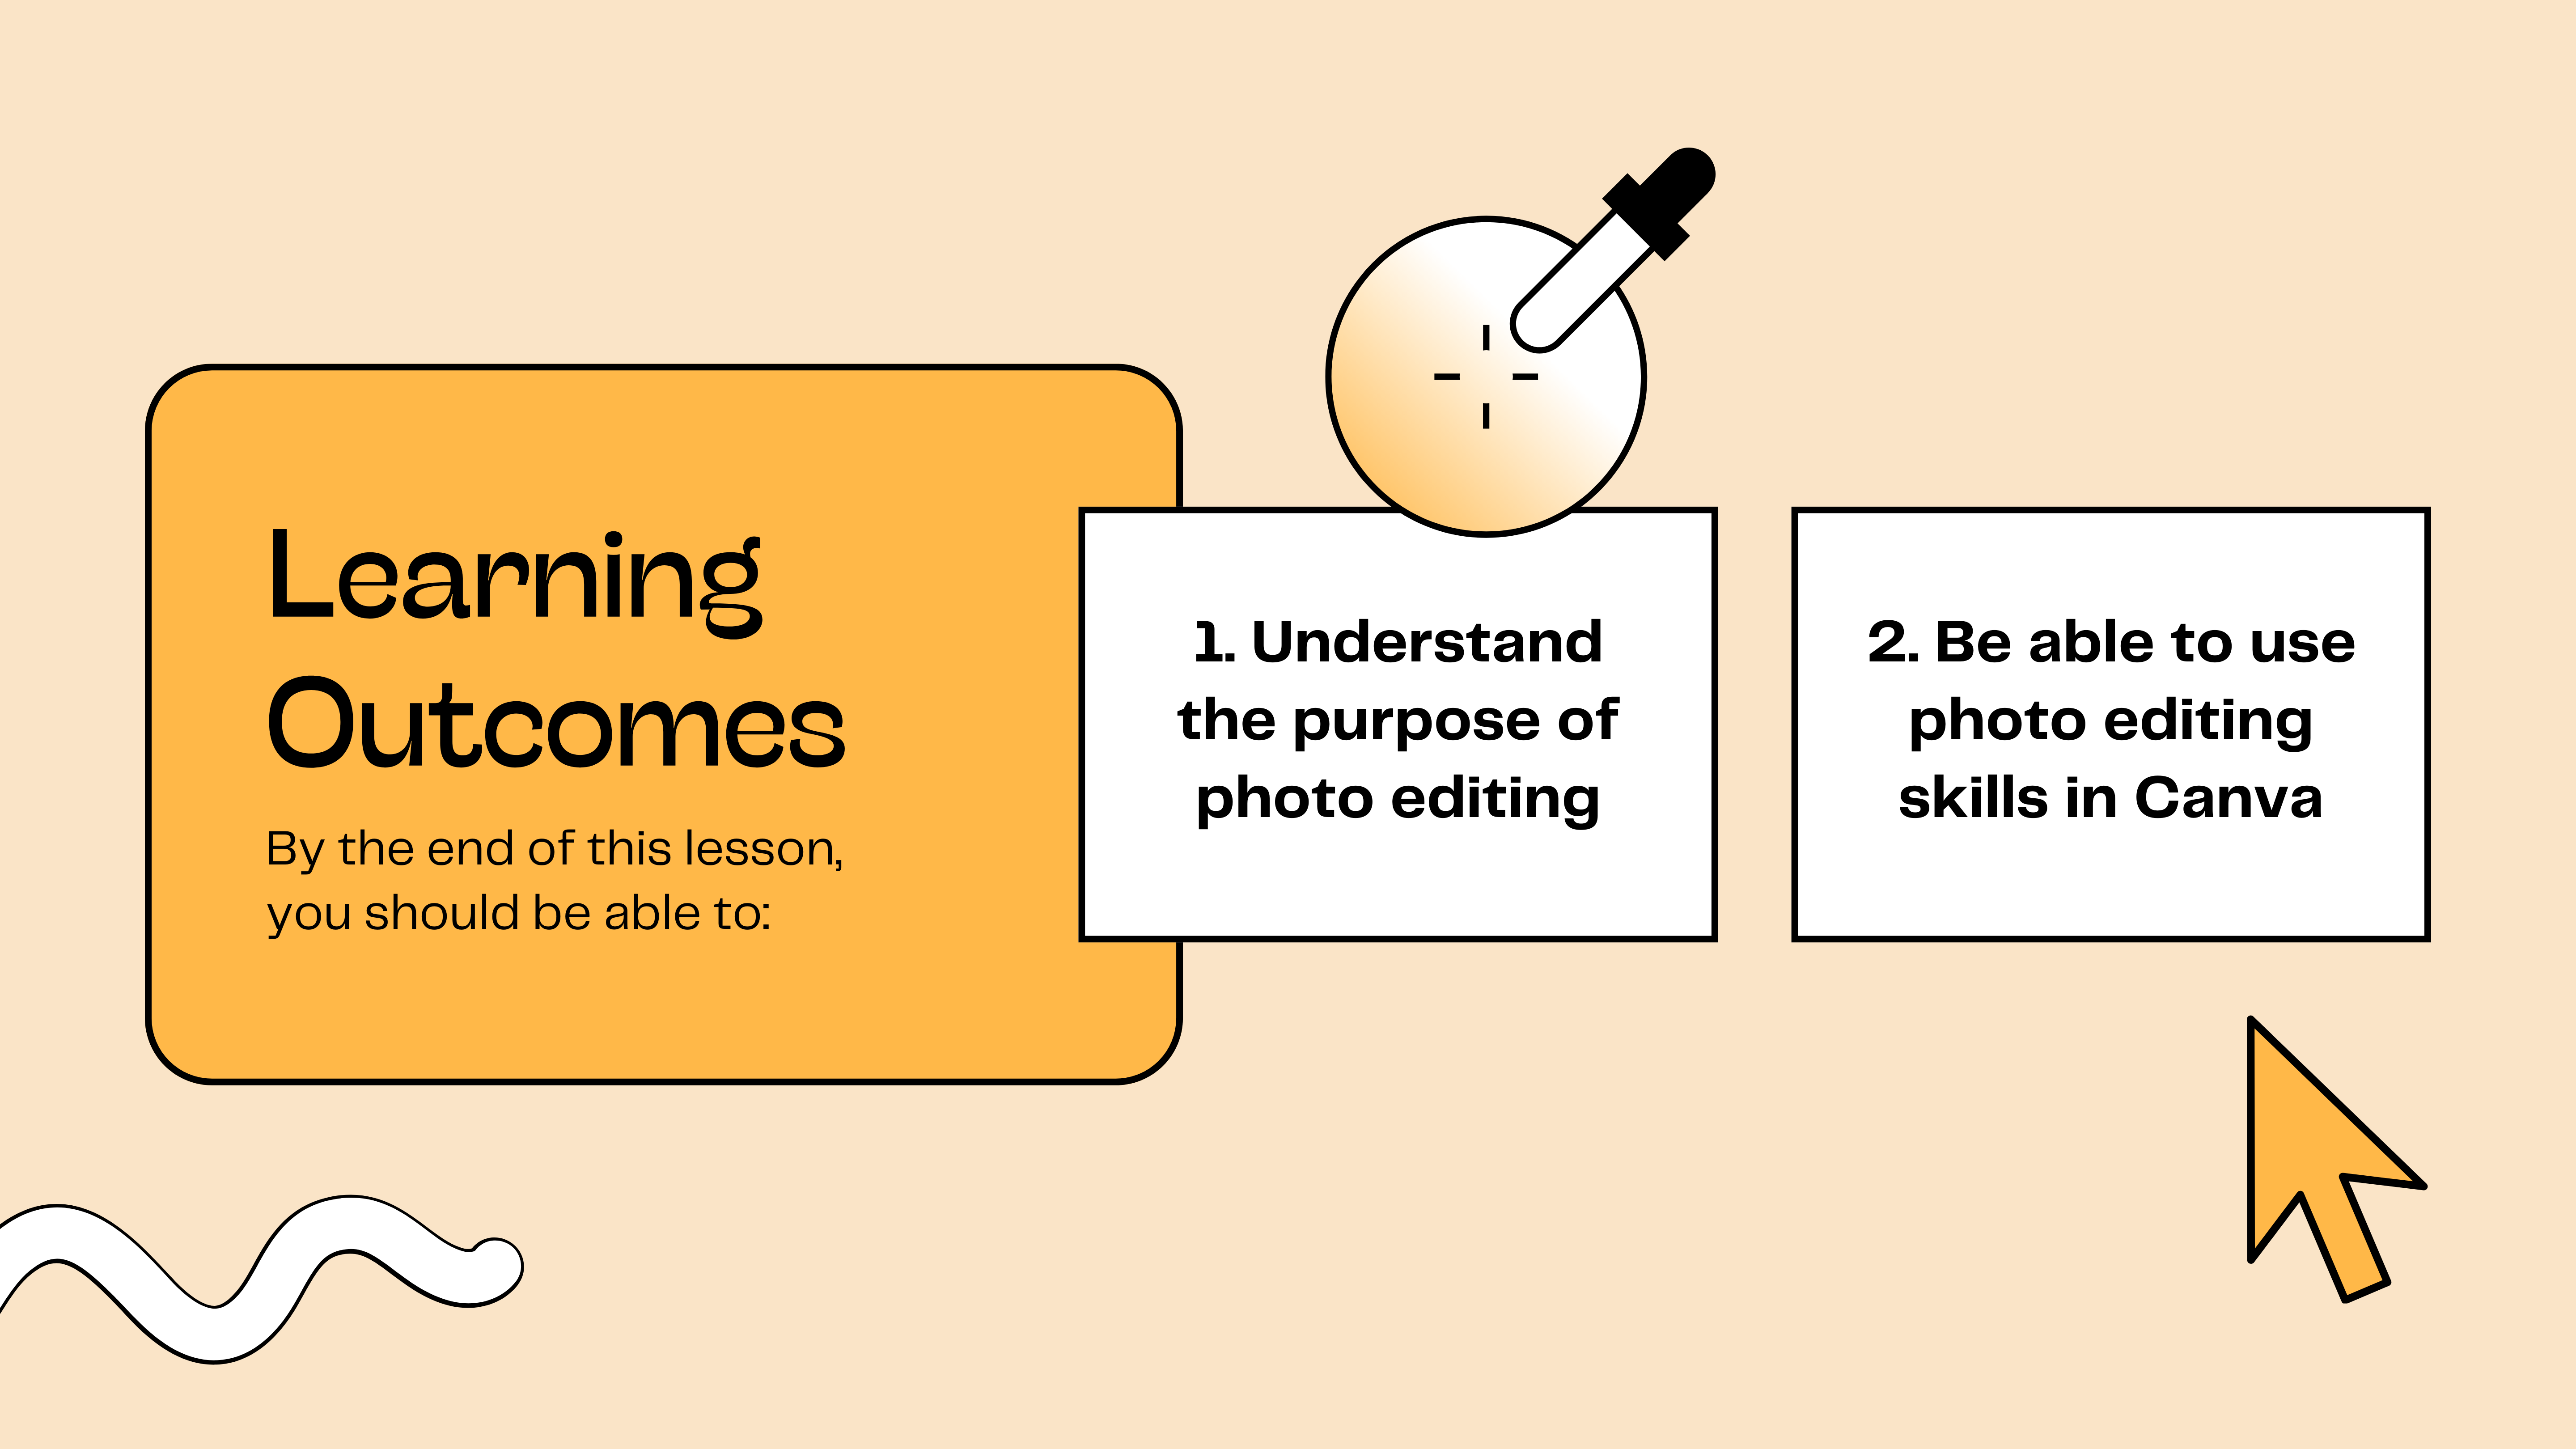 Learning
Outcomes
By the end of this lesson,
you should be able to:
1. Understand
the purpose of
photo editing
2. Be able to use
photo editing
skills in Canva